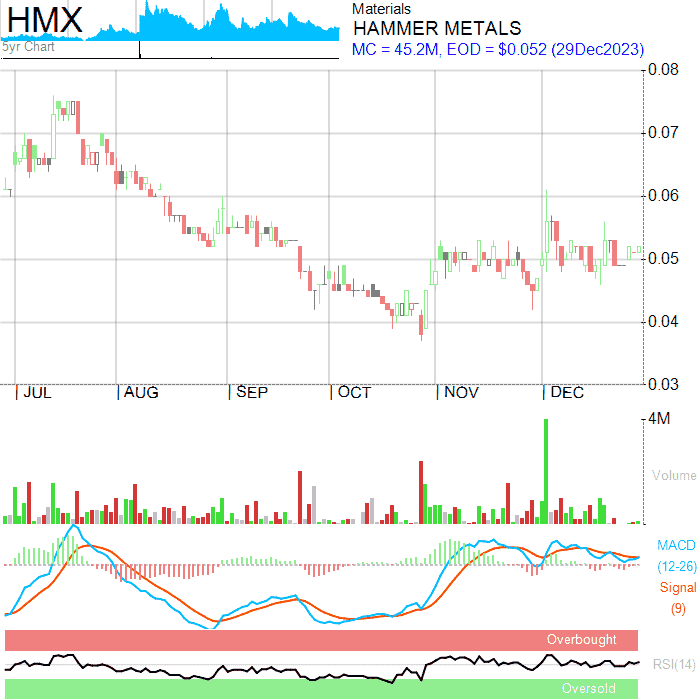 HMX
5yr Chart
Materials
HAMMER METALS
MC = 45.2M, EOD = $0.052 (29Dec2023)
0.08
0.07
0.06
0.05
0.04
0.03
JUL AUG SEP OCT NOV DEC
4M
Volume
MACD
(12-26)
Signal
(9)
Overbought
RSI(14)
Oversold